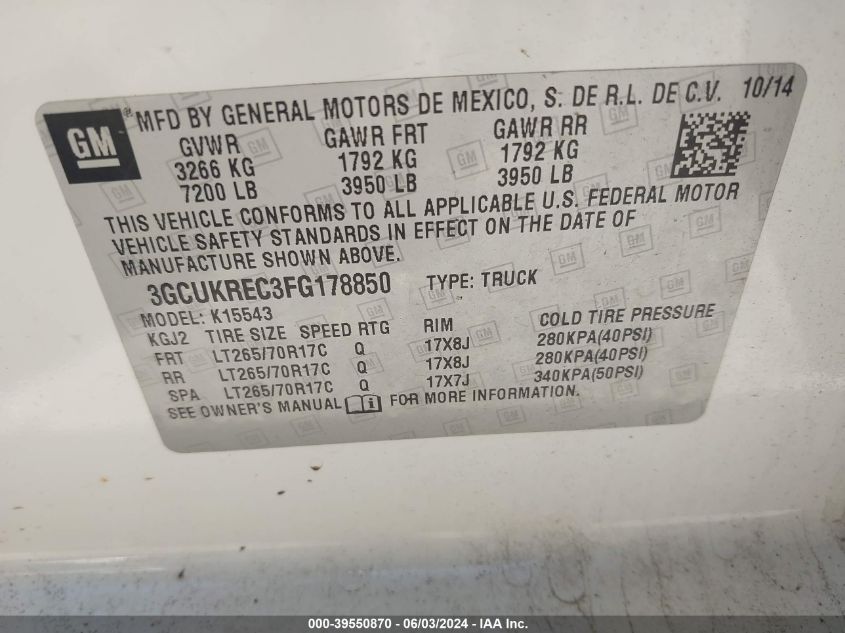 GM ® MFD BY GENERAL MOTORS DE MEXICO, S. DE R.L. DE C.V. 10/14
GVWR GAWR FRT GAWR RR
3266 KG 1792 KG 1792 KG
7200 LB 3950 LB 3950 LB
THIS VEHICLE CONFORMS TO ALL APPLICABLE U.S. FEDERAL MOTOR
VEHICLE SAFETY STANDARDS IN EFFECT ON THE DATE OF
MANUFACTURE SHOWN ABOVE.
3GCUKREC3FG178850 TYPE: TRUCK
MODEL: K15543
KGJ2 TIRE SIZE SPEED RTG RIM COLD TIRE PRESSURE
FRT LT265/70R17C Q 17X8J 280KPA(40PSI)
RR LT265/70R17C Q 17X8J 280KPA(40PSI)
SPA LT265/70R17C Q 17X7J 340KPA(50PSI)
SEE OWNER'S MANUAL FOR MORE INFORMATION.
000-39550870 / 06/03/2024 - IAA Inc.